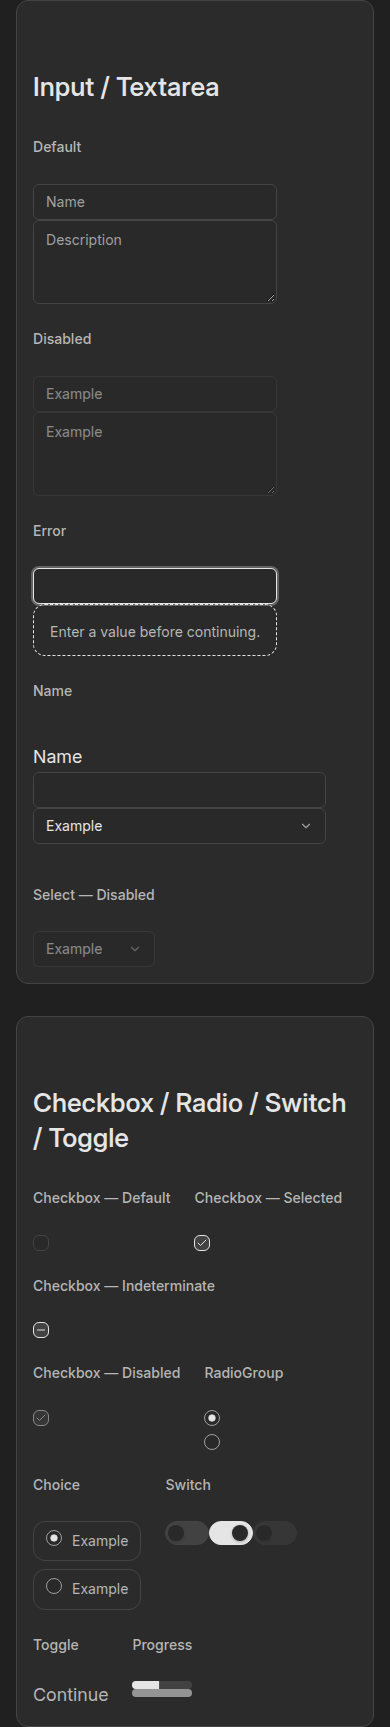 Input / Textarea
Default
Name
Description
Disabled
Example
Example
Error
Enter a value before continuing.
Name
Name
Example
Select — Disabled
Example
Checkbox / Radio / Switch
/ Toggle
Checkbox — Default
Checkbox — Selected
Checkbox — Indeterminate
Checkbox — Disabled
RadioGroup
Choice
Switch
Example
Example
Toggle
Progress
Continue